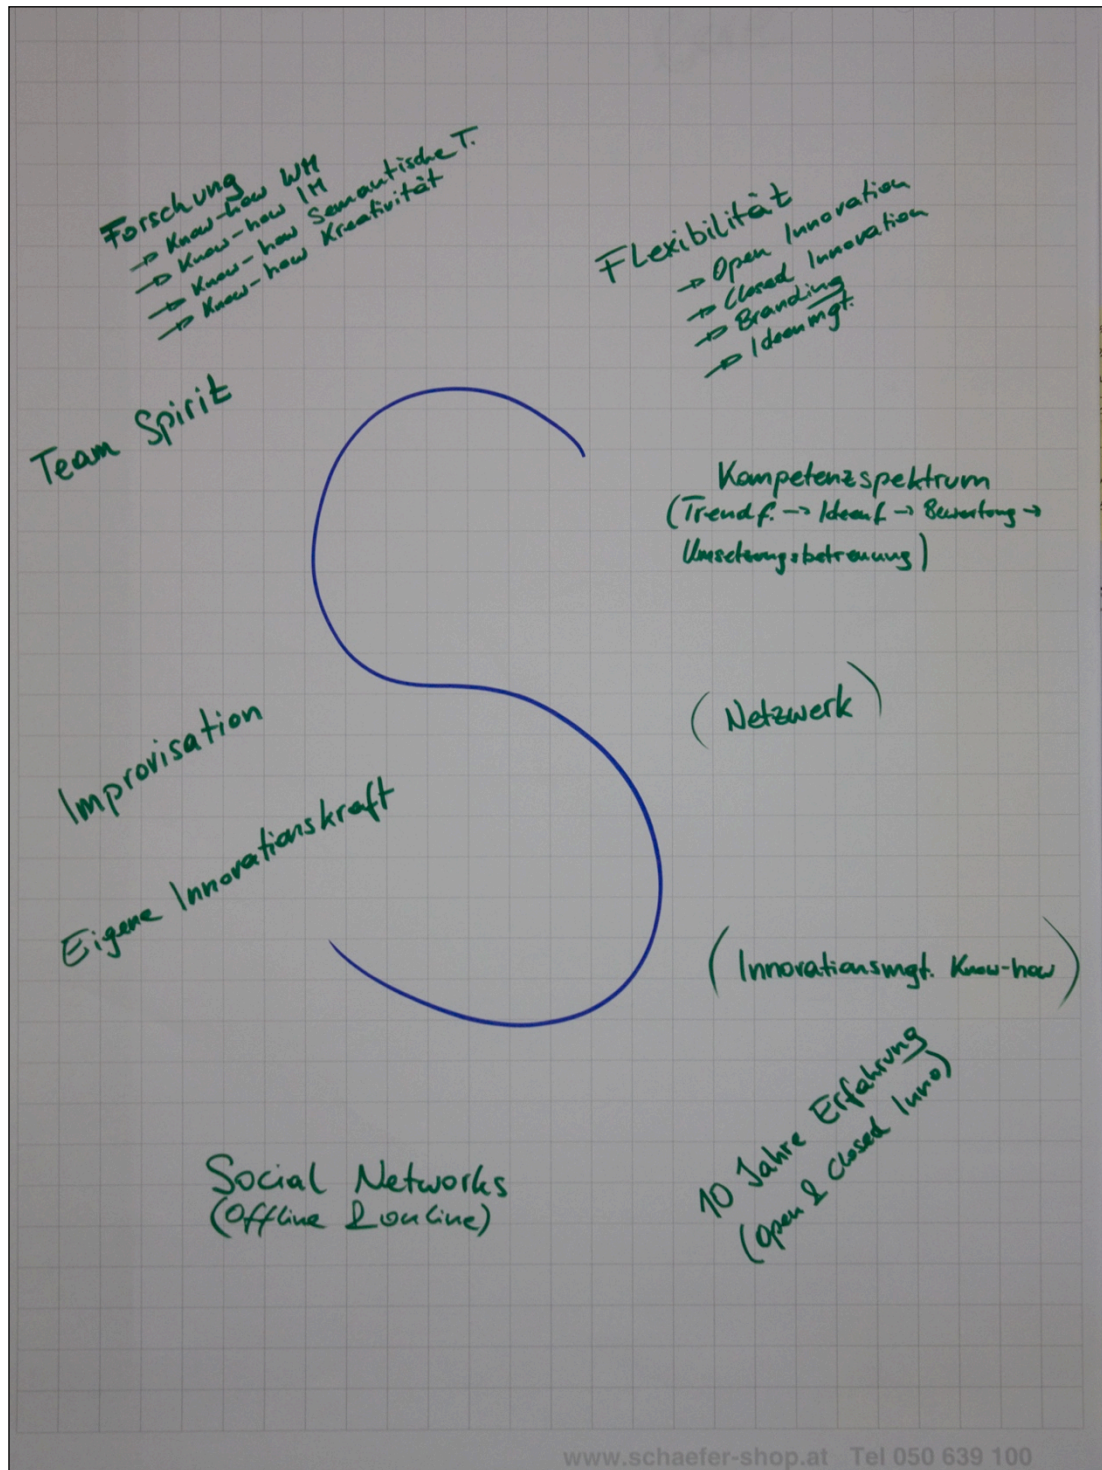 Forschung
→ Know-how WM
→ Know-how IM
→ Know-how Semantische T.
→ Know-how Kreativität
Flexibilität
→ Open Innovation
→ Closed Innovation
→ Branding
→ Ideenmgt.
Team Spirit
S
Kompetenzspektrum
(Trendf. → Ideenf → Bewertung →
Umsetzungsbetreuung)
(Netzwerk)
Improvisation
Eigene Innovationskraft
(Innovationsmgt. Know-how)
10 Jahre Erfahrung
(Open & Closed Inno)
Social Networks
(Offline & online)
www.schaefer-shop.at Tel 050 639 100